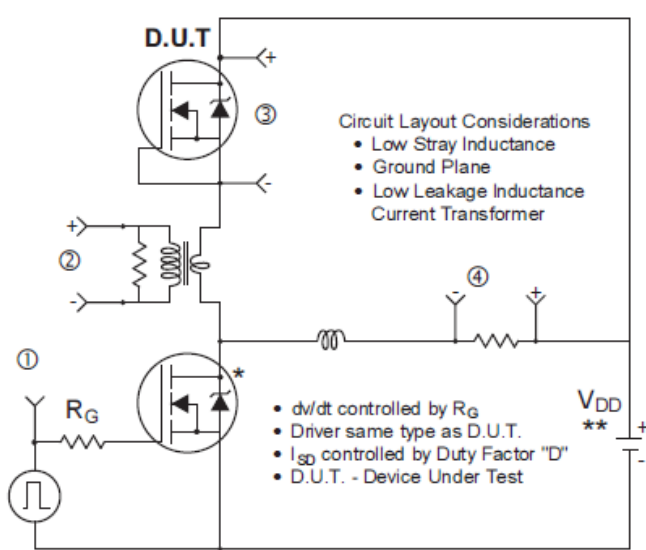 D.U.T
+
③
-
Circuit Layout Considerations
• Low Stray Inductance
• Ground Plane
• Low Leakage Inductance
Current Transformer
+
②
-
- ④ +
①
RG
*
• dv/dt controlled by RG
• Driver same type as D.U.T.
• ISD controlled by Duty Factor "D"
• D.U.T. - Device Under Test
VDD
**
+
-